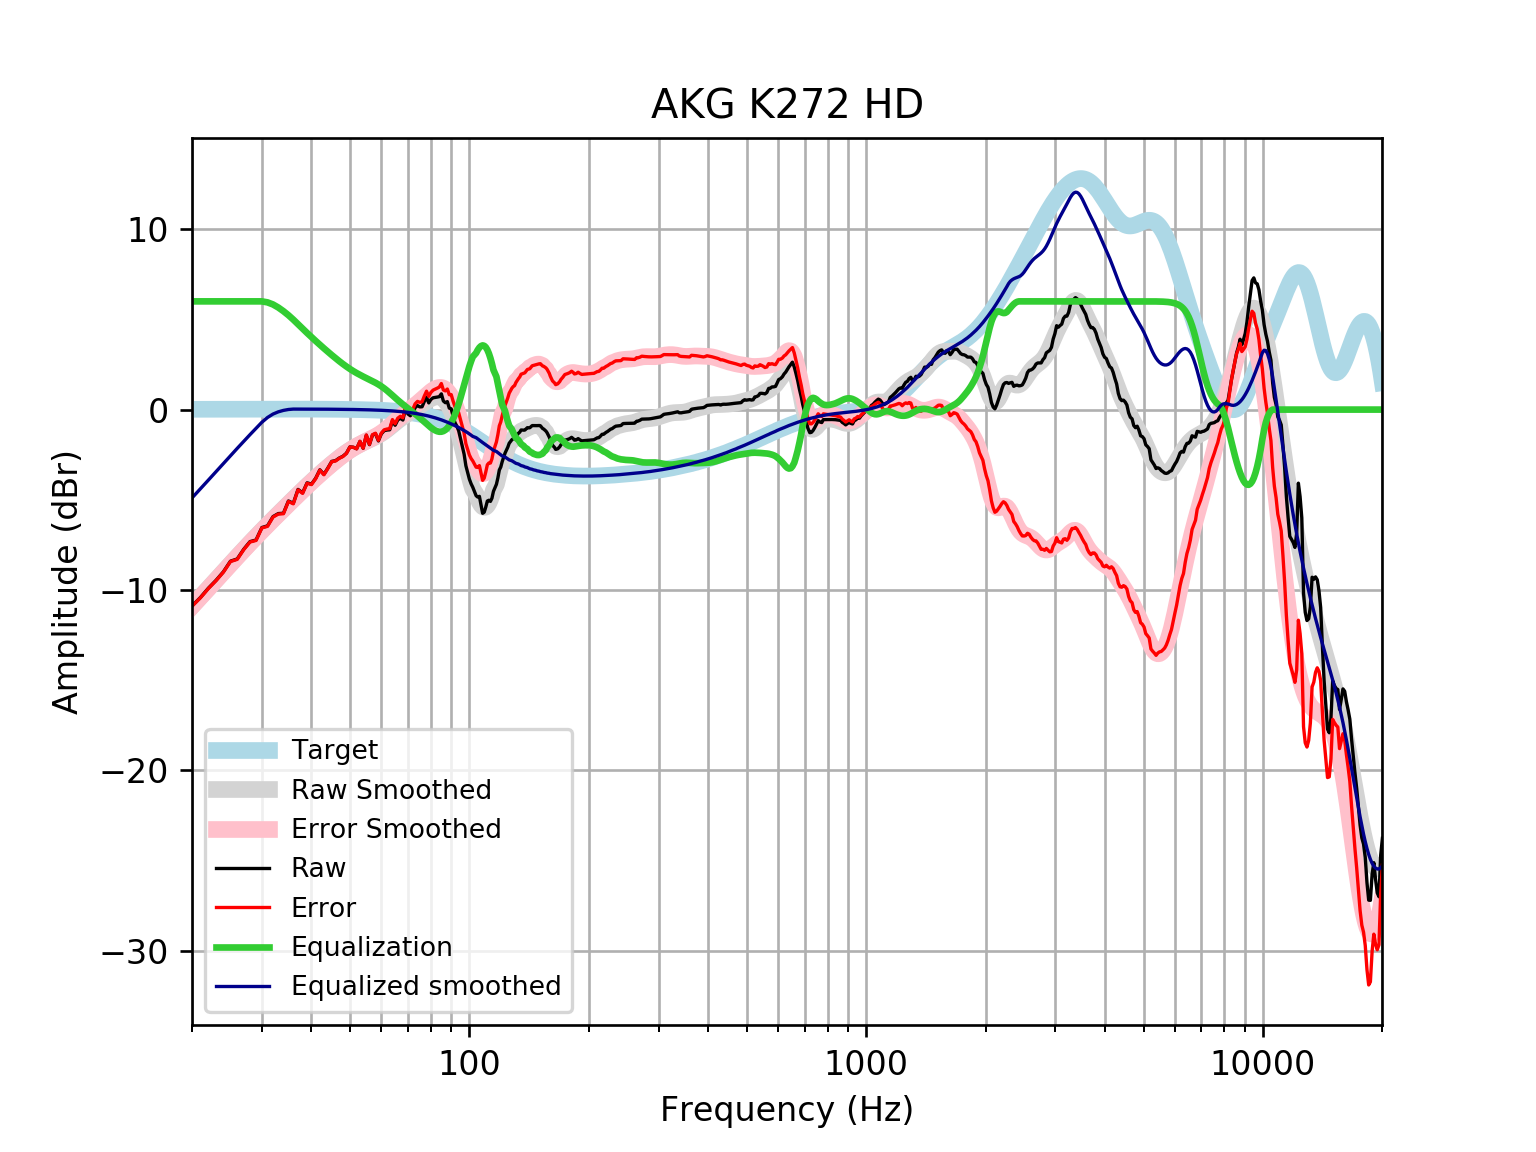 AKG K272 HD
10
0
−10
−20
−30
Amplitude (dBr)
Target
Raw Smoothed
Error Smoothed
Raw
Error
Equalization
Equalized smoothed
100
1000
10000
Frequency (Hz)